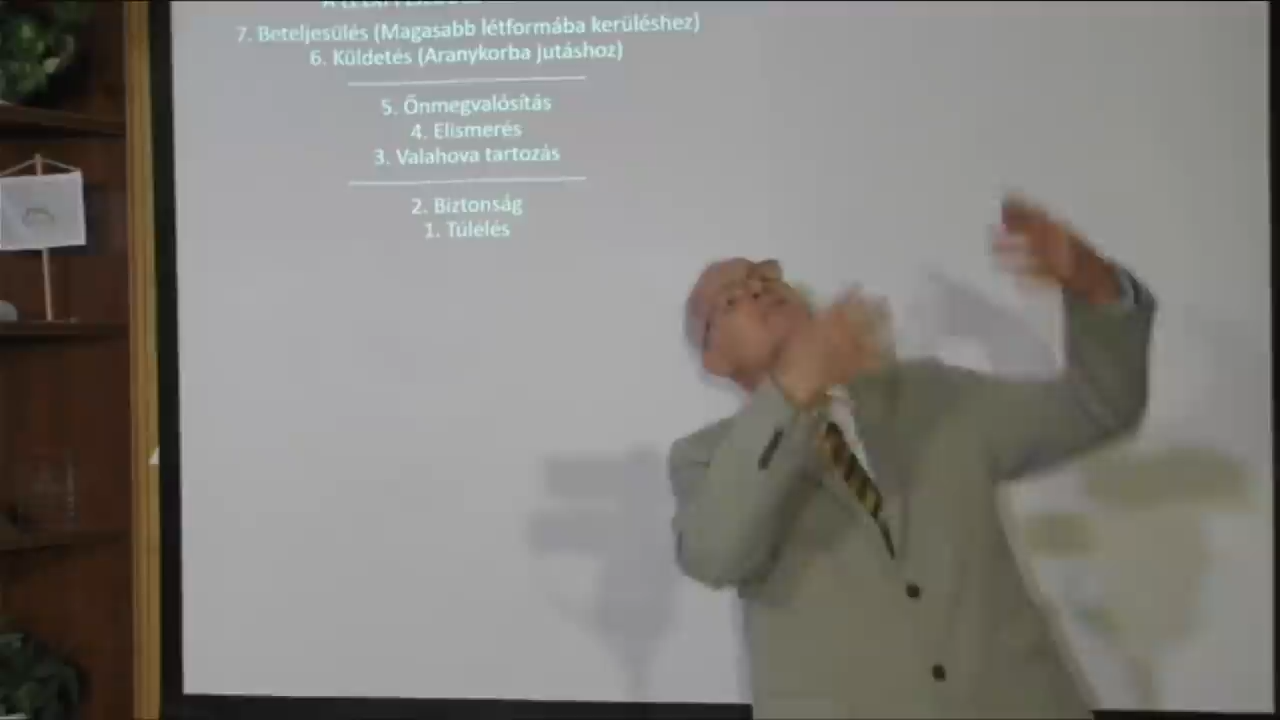 7. Beteljesülés (Magasabb létformába kerüléshez)
6. Küldetés (Aranykorba jutáshoz)
5. Önmegvalósítás
4. Elismerés
3. Valahova tartozás
2. Biztonság
1. Túlélés